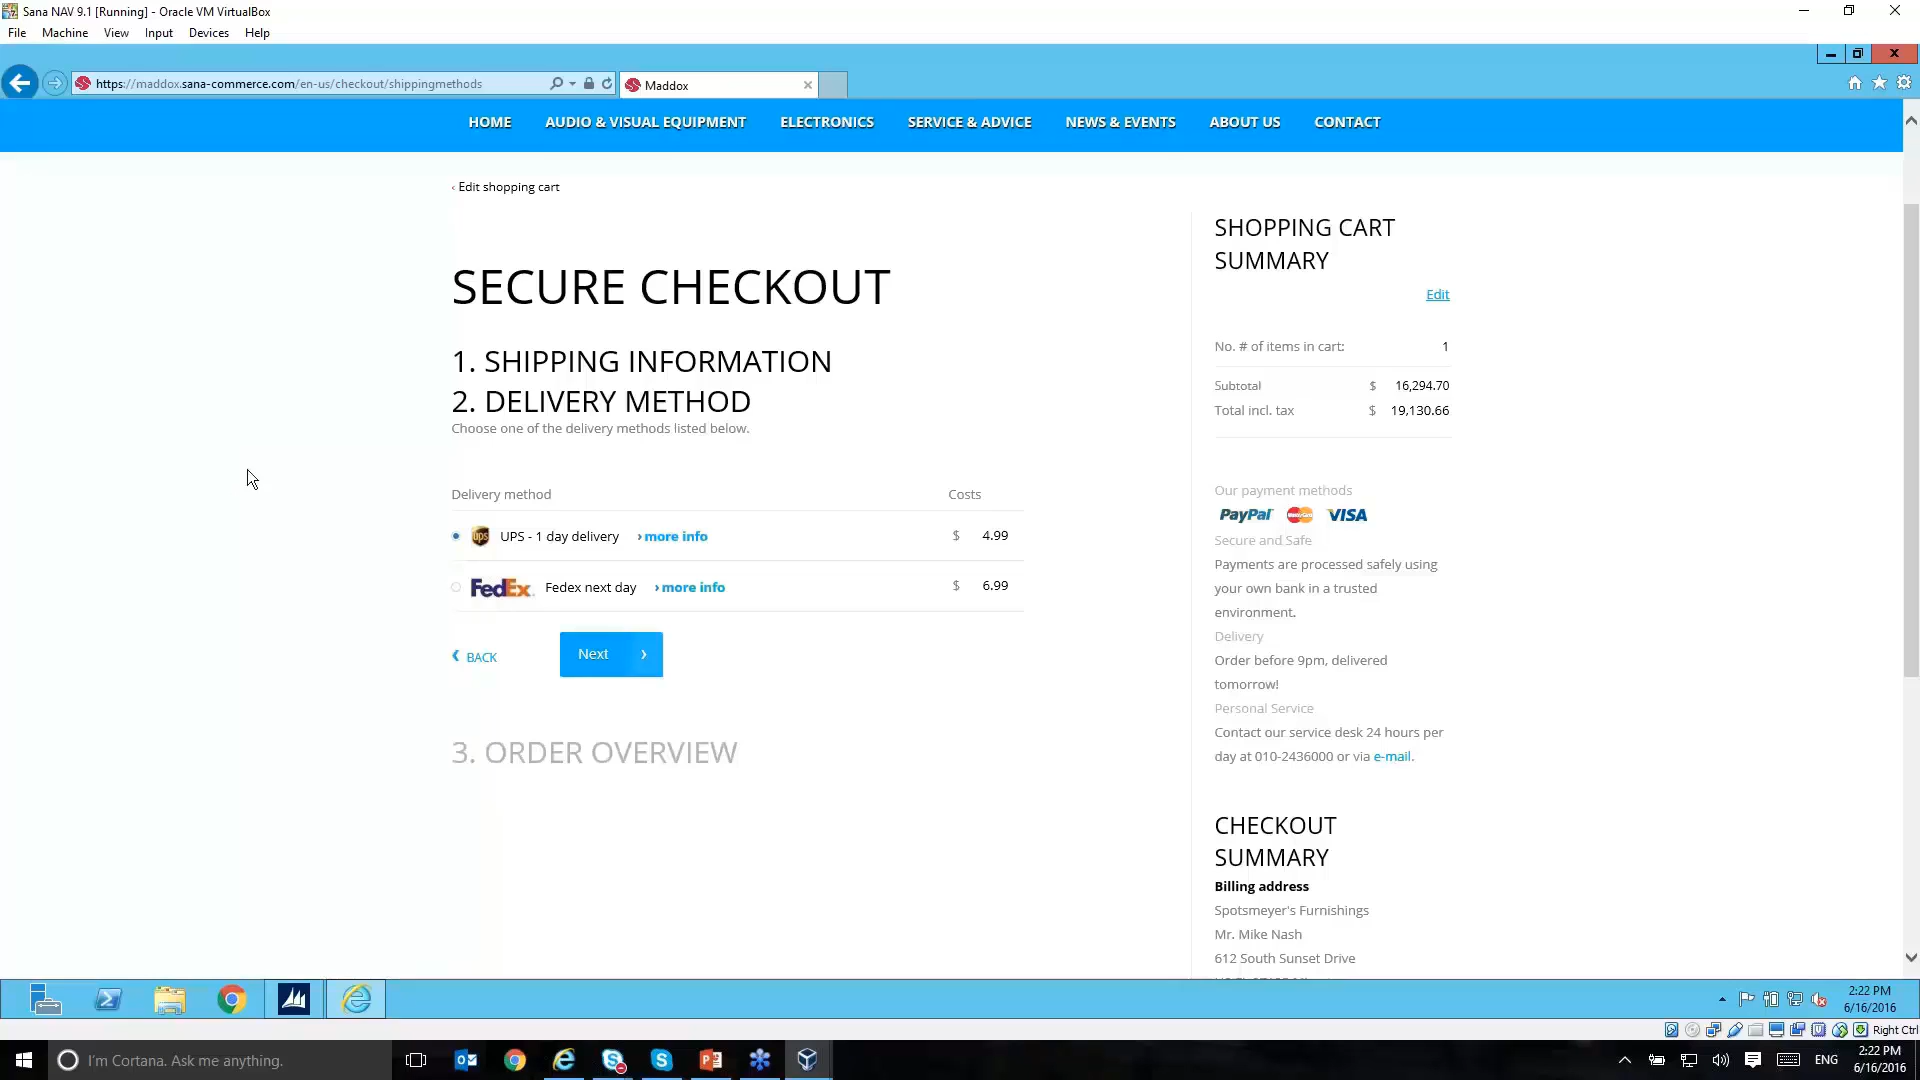 Sana NAV 9.1 [Running] - Oracle VM VirtualBox
File Machine View Input Devices Help
https://maddox.sana-commerce.com/en-us/checkout/shippingmethods
Maddox
HOME AUDIO & VISUAL EQUIPMENT ELECTRONICS SERVICE & ADVICE NEWS & EVENTS ABOUT US CONTACT
‹ Edit shopping cart
SECURE CHECKOUT
1. SHIPPING INFORMATION
2. DELIVERY METHOD
Choose one of the delivery methods listed below.
Delivery method Costs
ups UPS - 1 day delivery › more info $ 4.99
FedEx Fedex next day › more info $ 6.99
BACK
Next ›
3. ORDER OVERVIEW
SHOPPING CART
SUMMARY
Edit
No. # of items in cart: 1
Subtotal $ 16,294.70
Total incl. tax $ 19,130.66
Our payment methods
PayPal MasterCard VISA
Secure and Safe
Payments are processed safely using
your own bank in a trusted
environment.
Delivery
Order before 9pm, delivered
tomorrow!
Personal Service
Contact our service desk 24 hours per
day at 010-2436000 or via e-mail.
CHECKOUT
SUMMARY
Billing address
Spotsmeyer's Furnishings
Mr. Mike Nash
612 South Sunset Drive
2:22 PM
6/16/2016
Right Ctrl
I'm Cortana. Ask me anything.
ENG
2:22 PM
6/16/2016